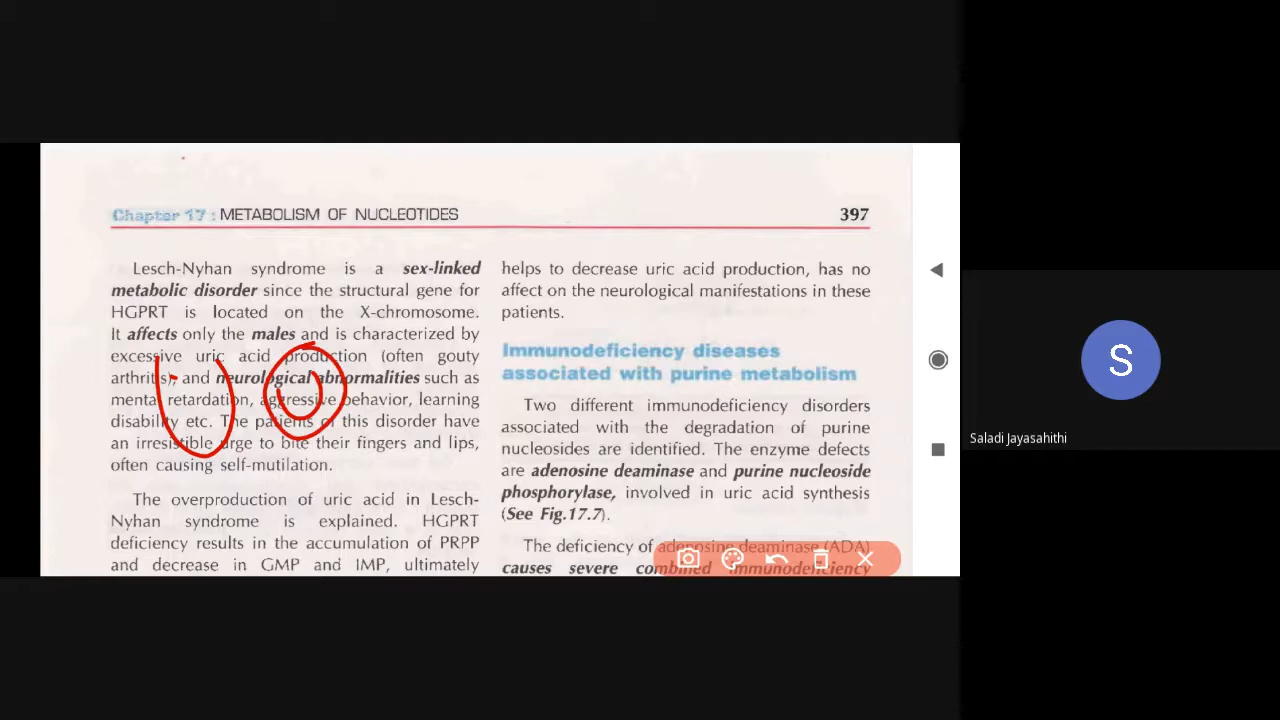 Chapter 17 : METABOLISM OF NUCLEOTIDES
397
Lesch-Nyhan syndrome is a sex-linked
metabolic disorder since the structural gene for
HGPRT is located on the X-chromosome.
It affects only the males and is characterized by
excessive uric acid production (often gouty
arthritis), and neurological abnormalities such as
mental retardation, aggressive behavior, learning
disability etc. The patients of this disorder have
an irresistible urge to bite their fingers and lips,
often causing self-mutilation.
The overproduction of uric acid in Lesch-
Nyhan syndrome is explained. HGPRT
deficiency results in the accumulation of PRPP
and decrease in GMP and IMP, ultimately
helps to decrease uric acid production, has no
affect on the neurological manifestations in these
patients.
Immunodeficiency diseases
associated with purine metabolism
Two different immunodeficiency disorders
associated with the degradation of purine
nucleosides are identified. The enzyme defects
are adenosine deaminase and purine nucleoside
phosphorylase, involved in uric acid synthesis
(See Fig.17.7).
The deficiency of adenosine deaminase (ADA)
causes severe combined immunodeficiency
S
Saladi Jayasahithi